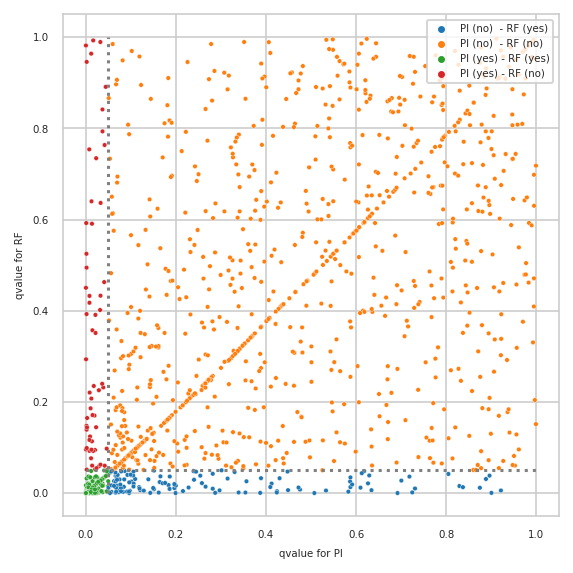 PI (no)  - RF (yes)
PI (no)  - RF (no)
PI (yes) - RF (yes)
PI (yes) - RF (no)
1.0
0.8
0.6
0.4
0.2
0.0
qvalue for RF
0.0 0.2 0.4 0.6 0.8 1.0
qvalue for PI